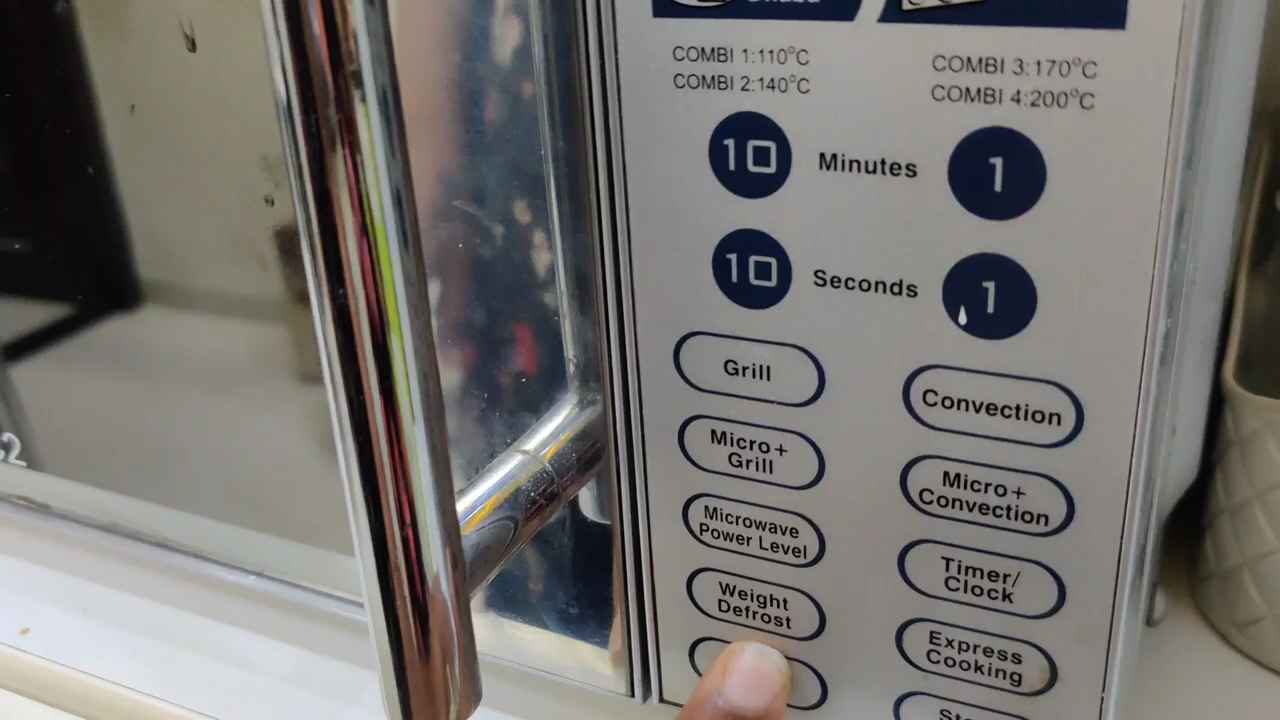 COMBI 1:110°C
COMBI 2:140°C
COMBI 3:170°C
COMBI 4:200°C
10 Minutes 1
10 Seconds 1
Grill
Convection
Micro+
Grill
Micro+
Convection
Microwave
Power Level
Timer/
Clock
Weight
Defrost
Express
Cooking